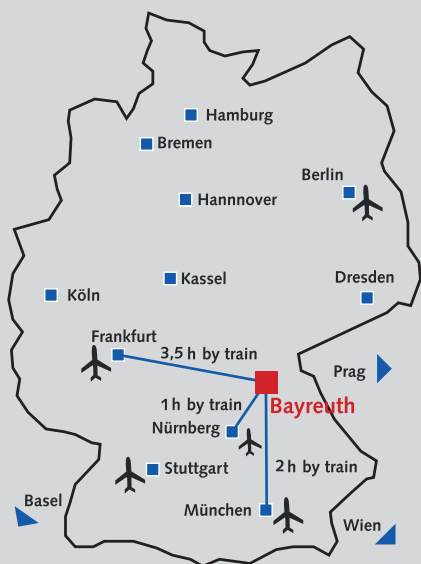 Hamburg
Bremen
Berlin
Hannnover
Kassel
Dresden
Köln
Frankfurt
3,5 h by train
Prag
1 h by train
Bayreuth
Nürnberg
Stuttgart
2 h by train
Basel
München
Wien